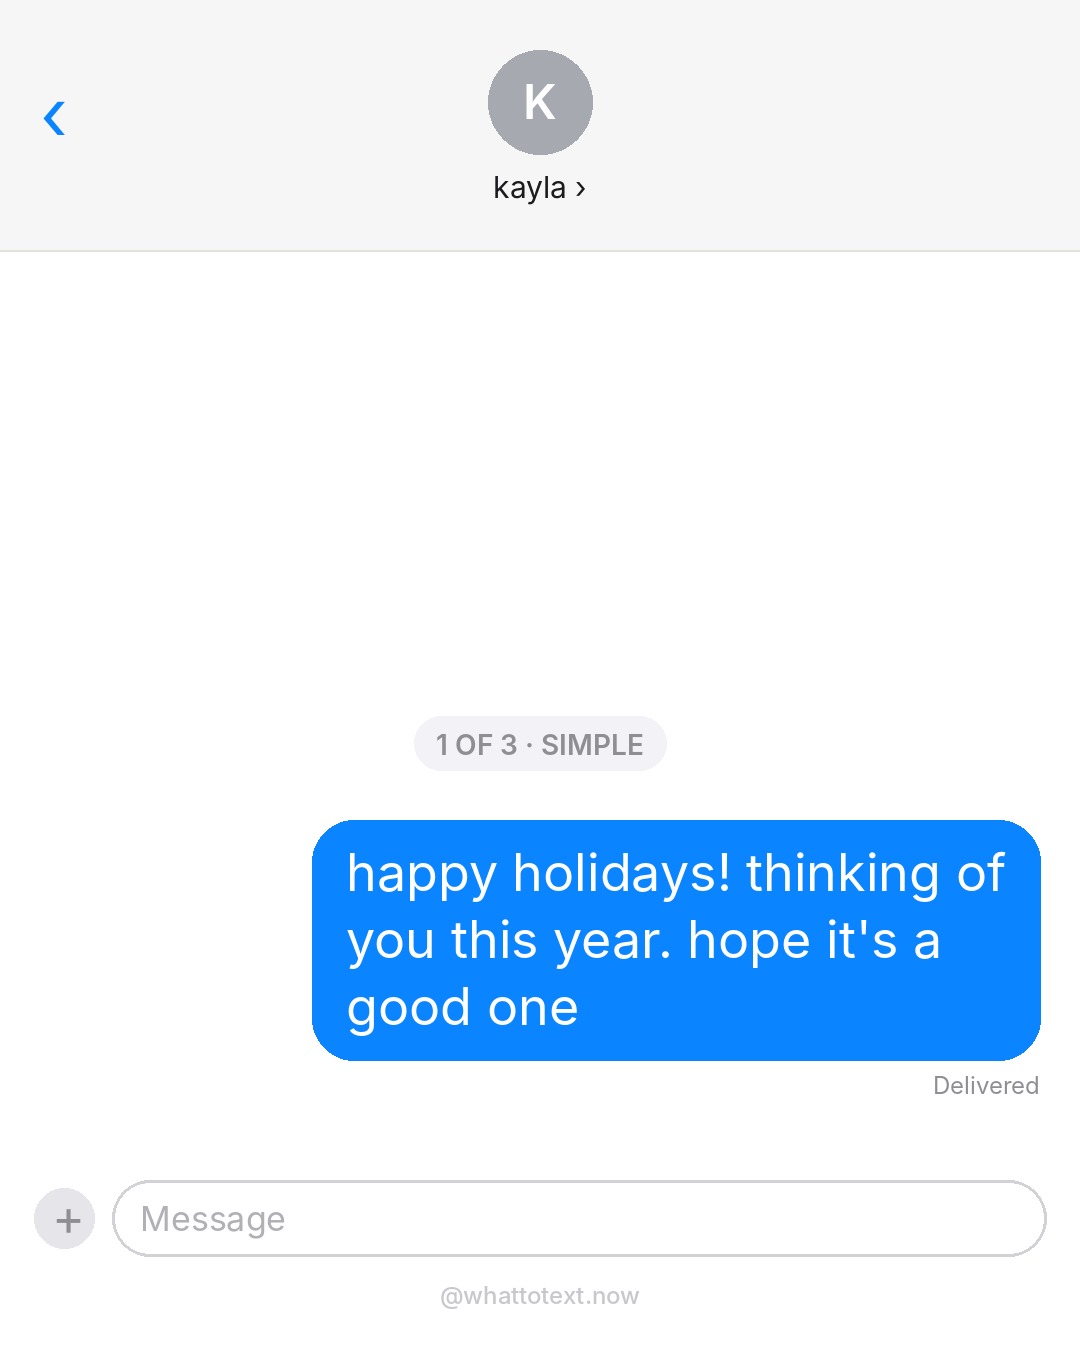 K
kayla ›
1 OF 3 · SIMPLE
happy holidays! thinking of
you this year. hope it's a
good one
Delivered
+
Message
@whattotext.now